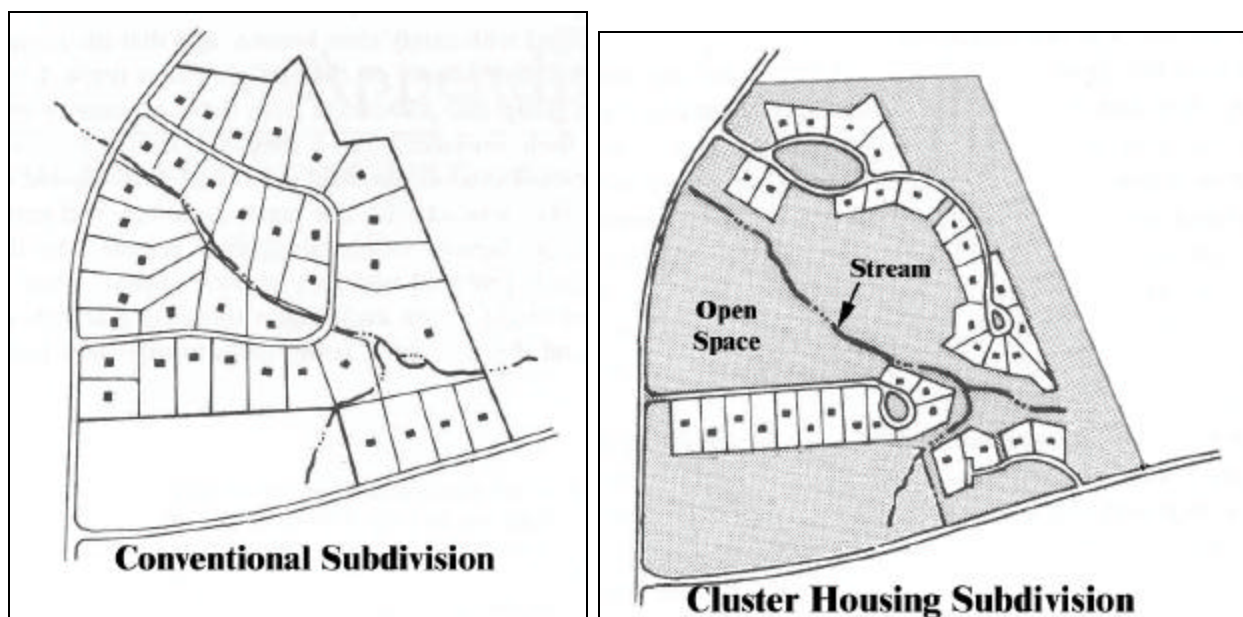 Conventional Subdivision
Stream
Open
Space
Cluster Housing Subdivision